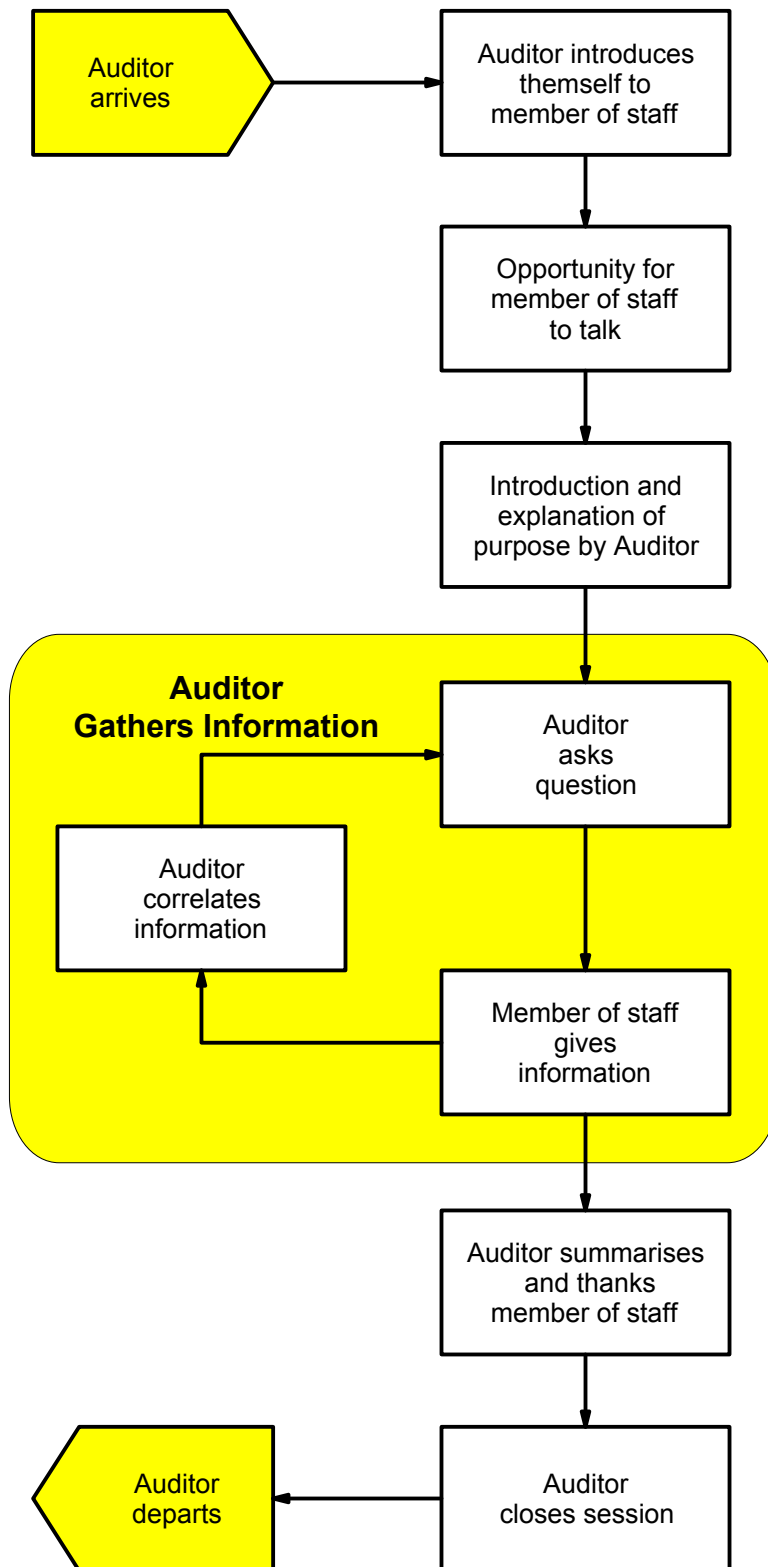 Auditor
arrives
Auditor introduces
themself to
member of staff
Opportunity for
member of staff
to talk
Introduction and
explanation of
purpose by Auditor
Auditor
Gathers Information
Auditor
asks
question
Auditor
correlates
information
Member of staff
gives
information
Auditor summarises
and thanks
member of staff
Auditor
closes session
Auditor
departs